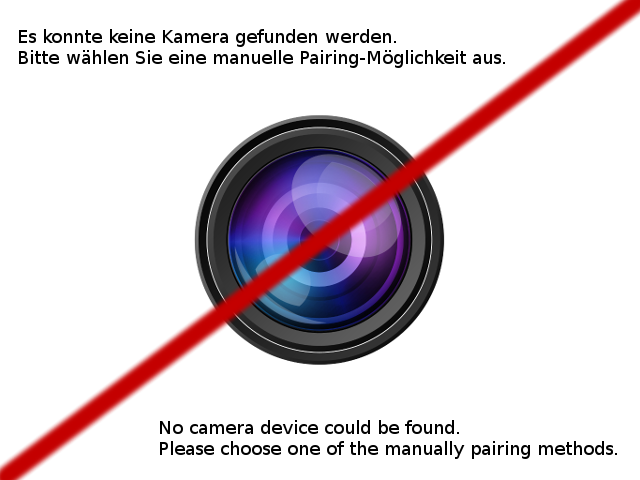 Es konnte keine Kamera gefunden werden.
Bitte wählen Sie eine manuelle Pairing-Möglichkeit aus.
No camera device could be found.
Please choose one of the manually pairing methods.